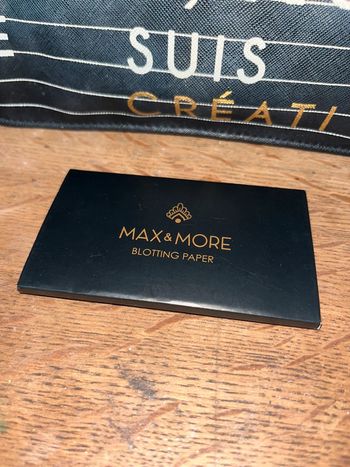 SUIS
CRÉATI
MAX & MORE
BLOTTING PAPER